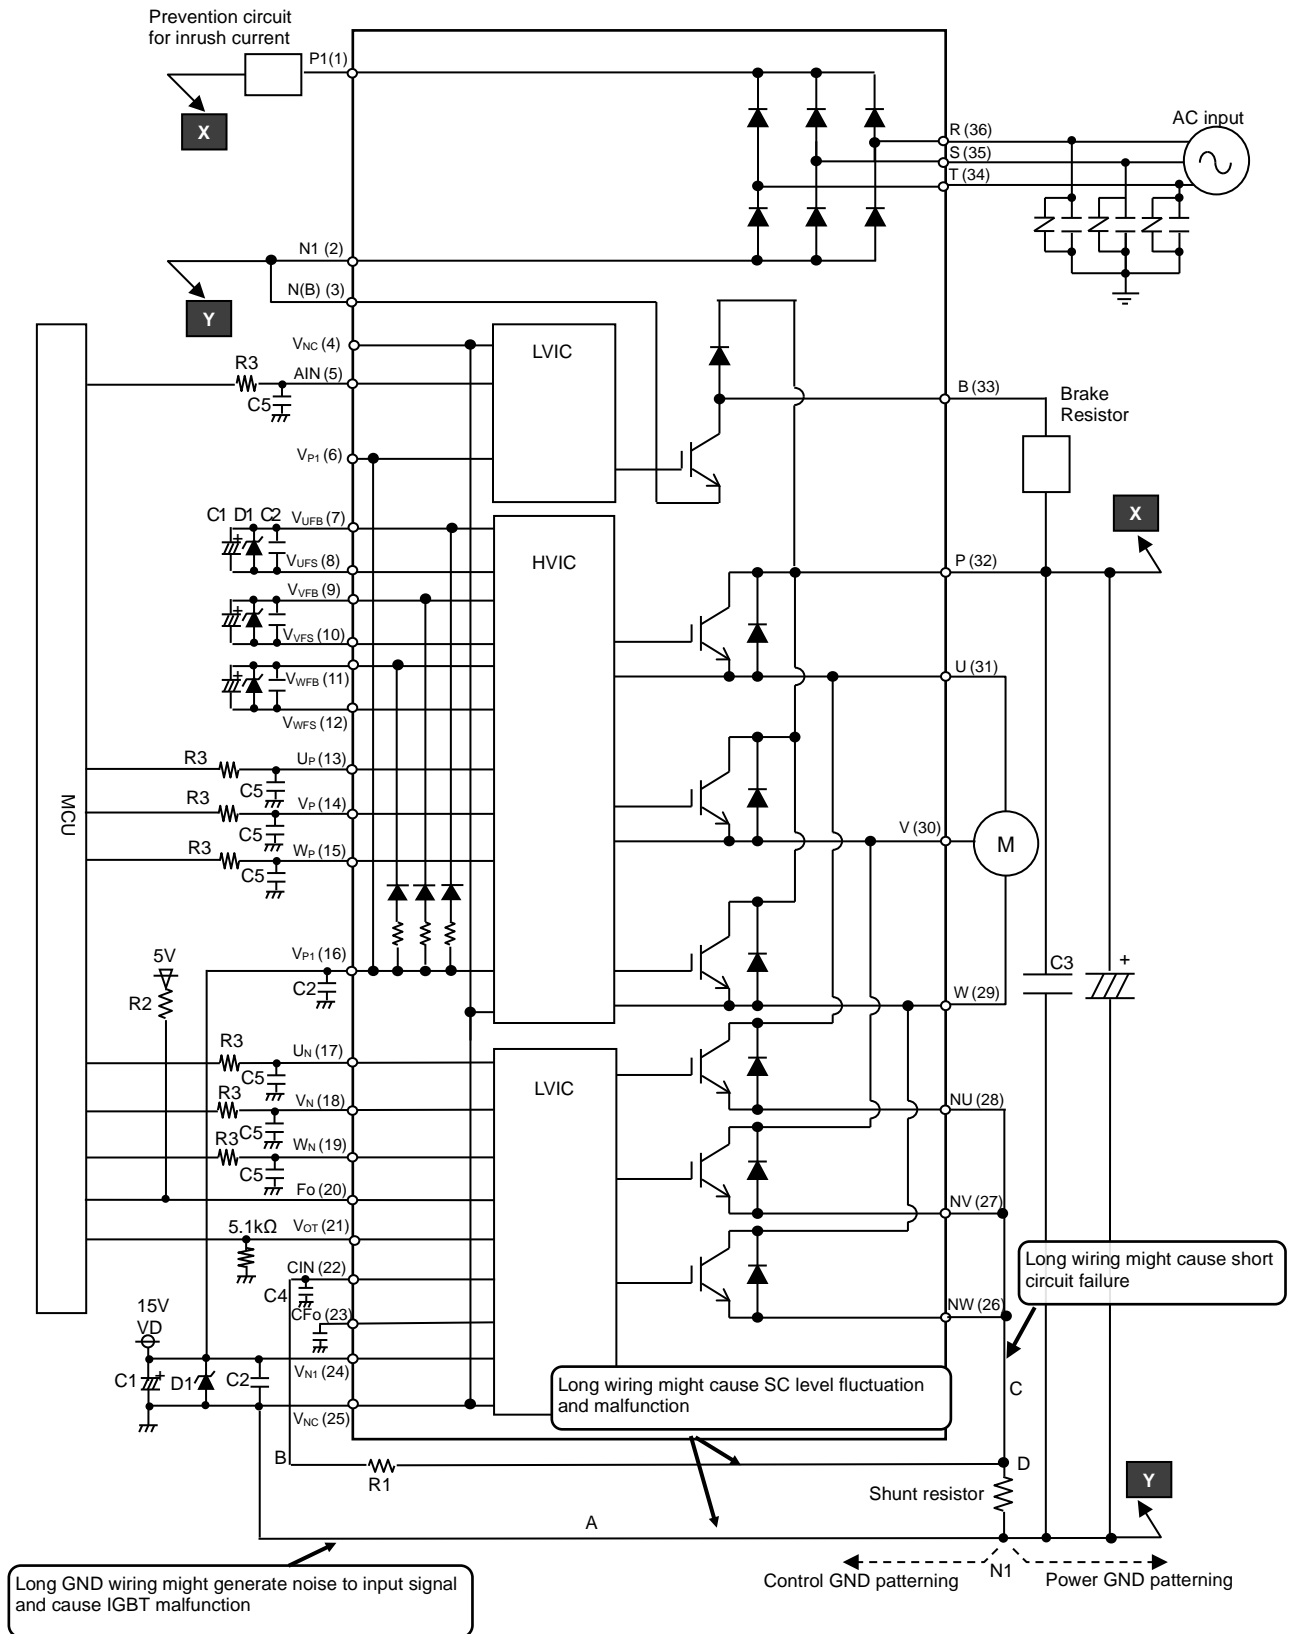 Prevention circuit
for inrush current
P1(1)
X
AC input
R (36)
S (35)
T (34)
N1 (2)
N(B) (3)
Y
VNC (4)
LVIC
R3
AIN (5)
C5
B (33)
Brake
Resistor
VP1 (6)
C1 D1 C2
VUFB (7)
X
VUFS (8)
HVIC
P (32)
VVFB (9)
VVFS (10)
VWFB (11)
U (31)
VWFS (12)
R3
UP (13)
C5
R3
VP (14)
MCU
C5
V (30)
M
R3
WP (15)
C5
5V
VP1 (16)
C2
C3
+
R2
W (29)
R3
UN (17)
C5
LVIC
R3
VN (18)
NU (28)
C5
R3
WN (19)
C5
Fo (20)
NV (27)
5.1kΩ
VOT (21)
CIN (22)
Long wiring might cause short
circuit failure
C4
CFo (23)
NW (26)
15V
VD
C1
+
D1
C2
VN1 (24)
Long wiring might cause SC level fluctuation
and malfunction
C
VNC (25)
B
R1
D
Shunt resistor
Y
A
Control GND patterning
N1
Power GND patterning
Long GND wiring might generate noise to input signal
and cause IGBT malfunction